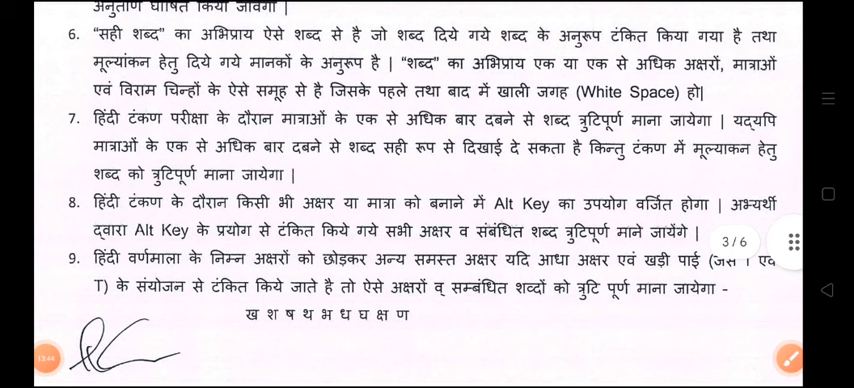 अनुत्तीर्ण घोषित किया जावेगा |
6. “सही शब्द” का अभिप्राय ऐसे शब्द से है जो शब्द दिये गये शब्द के अनुरूप टंकित किया गया है तथा
मूल्यांकन हेतु दिये गये मानकों के अनुरूप है | “शब्द” का अभिप्राय एक या एक से अधिक अक्षरों, मात्राओं
एवं विराम चिन्हों के ऐसे समूह से है जिसके पहले तथा बाद में खाली जगह (White Space) हो|
7. हिंदी टंकण परीक्षा के दौरान मात्राओं के एक से अधिक बार दबने से शब्द त्रुटिपूर्ण माना जायेगा | यद्यपि
मात्राओं के एक से अधिक बार दबने से शब्द सही रूप से दिखाई दे सकता है किन्तु टंकण में मूल्याकन हेतु
शब्द को त्रुटिपूर्ण माना जायेगा |
8. हिंदी टंकण के दौरान किसी भी अक्षर या मात्रा को बनाने में Alt Key का उपयोग वर्जित होगा | अभ्यर्थी
द्वारा Alt Key के प्रयोग से टंकित किये गये सभी अक्षर व संबंधित शब्द त्रुटिपूर्ण माने जायेंगे |
3/6
9. हिंदी वर्णमाला के निम्न अक्षरों को छोड़कर अन्य समस्त अक्षर यदि आधा अक्षर एवं खड़ी पाई (जैसे ा एवं
T) के संयोजन से टंकित किये जाते है तो ऐसे अक्षरों व् सम्बंधित शव्दों को त्रुटि पूर्ण माना जायेगा -
ख श ष थ भ ध घ क्ष ण
13:44